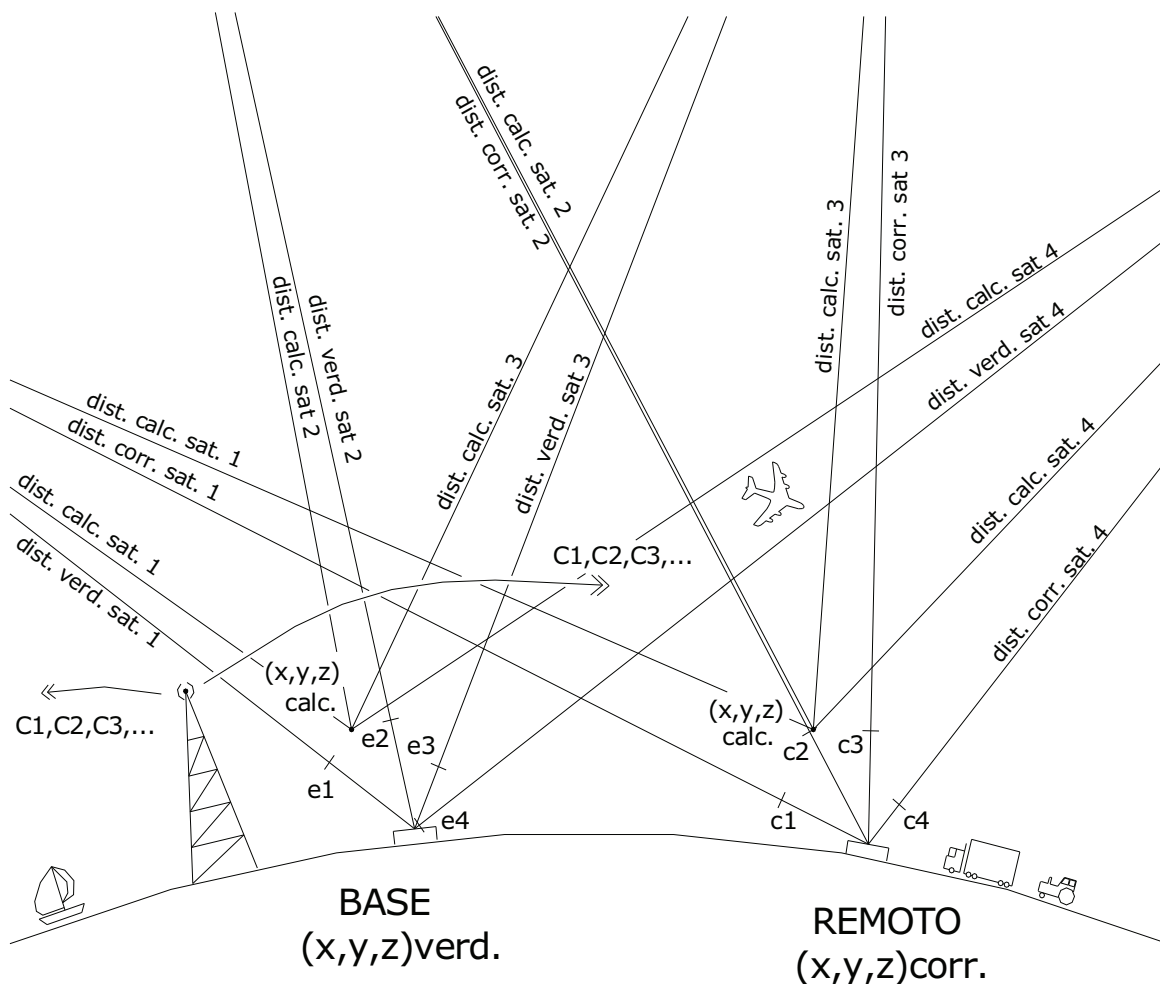 dist. calc. sat. 2
dist. corr. sat. 2
dist. calc. sat. 3
dist. corr. sat 3
dist. calc. sat 4
dist. verd. sat 4
dist. calc. sat 2
dist. verd. sat 2
dist. calc. sat. 3
dist. verd. sat 3
dist. calc. sat. 1
dist. corr. sat. 1
dist. calc. sat. 1
dist. verd. sat. 1
dist. calc. sat. 4
dist. corr. sat. 4
C1,C2,C3,...
(x,y,z)
calc.
C1,C2,C3,...
(x,y,z)
calc.
e2
e3
e1
e4
c2
c3
c1
c4
BASE
(x,y,z)verd.
REMOTO
(x,y,z)corr.